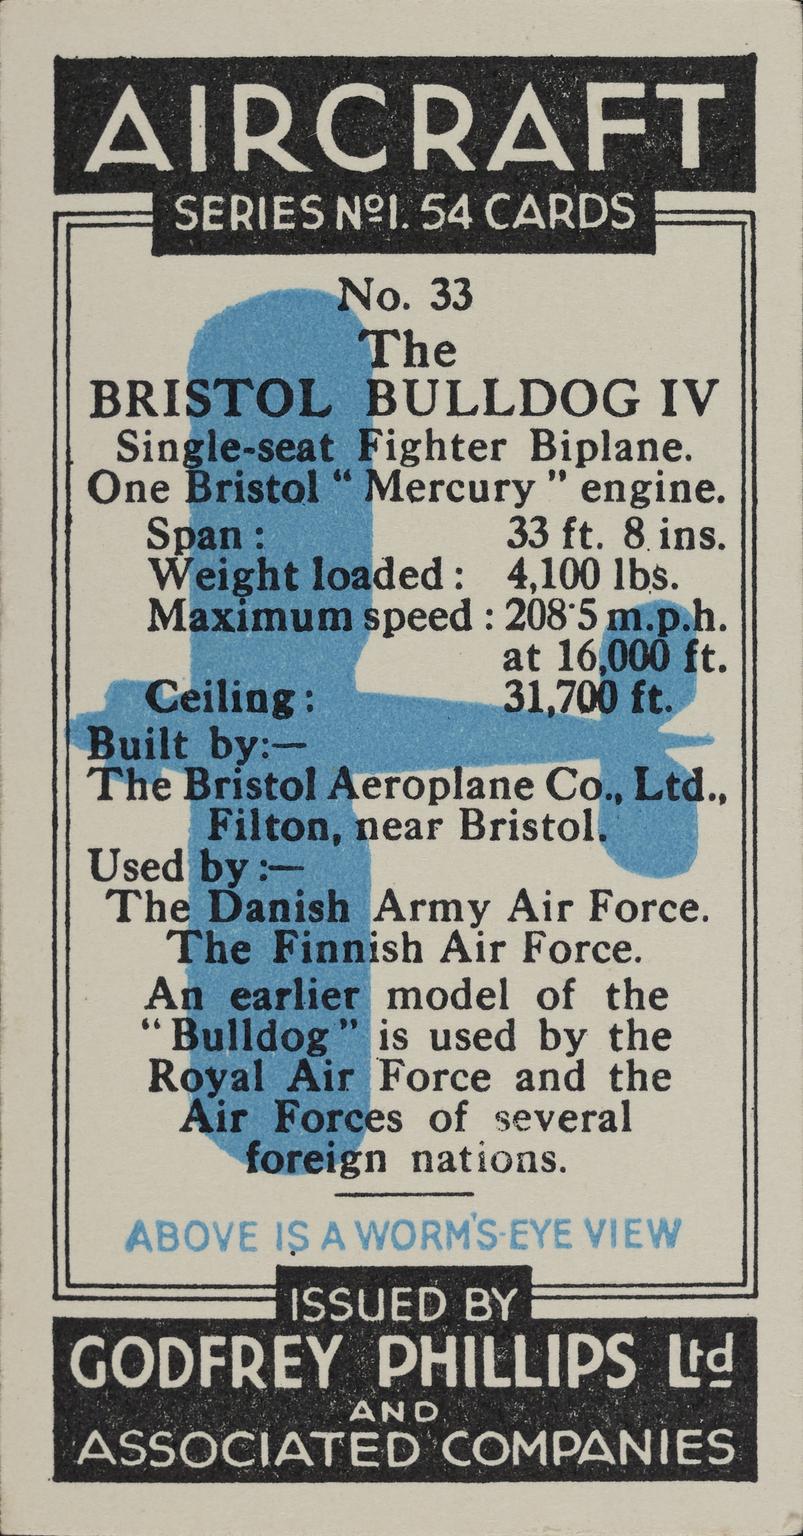 AIRCRAFT
SERIES Nº1. 54 CARDS
No. 33
The
BRISTOL BULLDOG IV
Single-seat Fighter Biplane.
One Bristol “ Mercury ” engine.
Span : 33 ft. 8 ins.
Weight loaded : 4,100 lbs.
Maximum speed : 208·5 m.p.h.
at 16,000 ft.
Ceiling : 31,700 ft.
Built by:—
The Bristol Aeroplane Co., Ltd.,
Filton, near Bristol.
Used by :—
The Danish Army Air Force.
The Finnish Air Force.
An earlier model of the
“Bulldog” is used by the
Royal Air Force and the
Air Forces of several
foreign nations.
ABOVE IS A WORM'S-EYE VIEW
ISSUED BY
GODFREY PHILLIPS Ltd
AND
ASSOCIATED COMPANIES